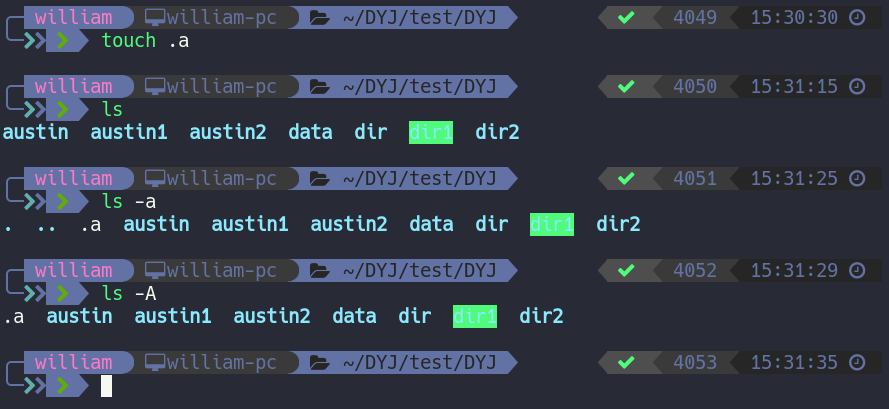 william william-pc ~/DYJ/test/DYJ 4049 15:30:30
touch .a
william william-pc ~/DYJ/test/DYJ 4050 15:31:15
ls
austin austin1 austin2 data dir dir1 dir2
william william-pc ~/DYJ/test/DYJ 4051 15:31:25
ls -a
. .. .a austin austin1 austin2 data dir dir1 dir2
william william-pc ~/DYJ/test/DYJ 4052 15:31:29
ls -A
.a austin austin1 austin2 data dir dir1 dir2
william william-pc ~/DYJ/test/DYJ 4053 15:31:35